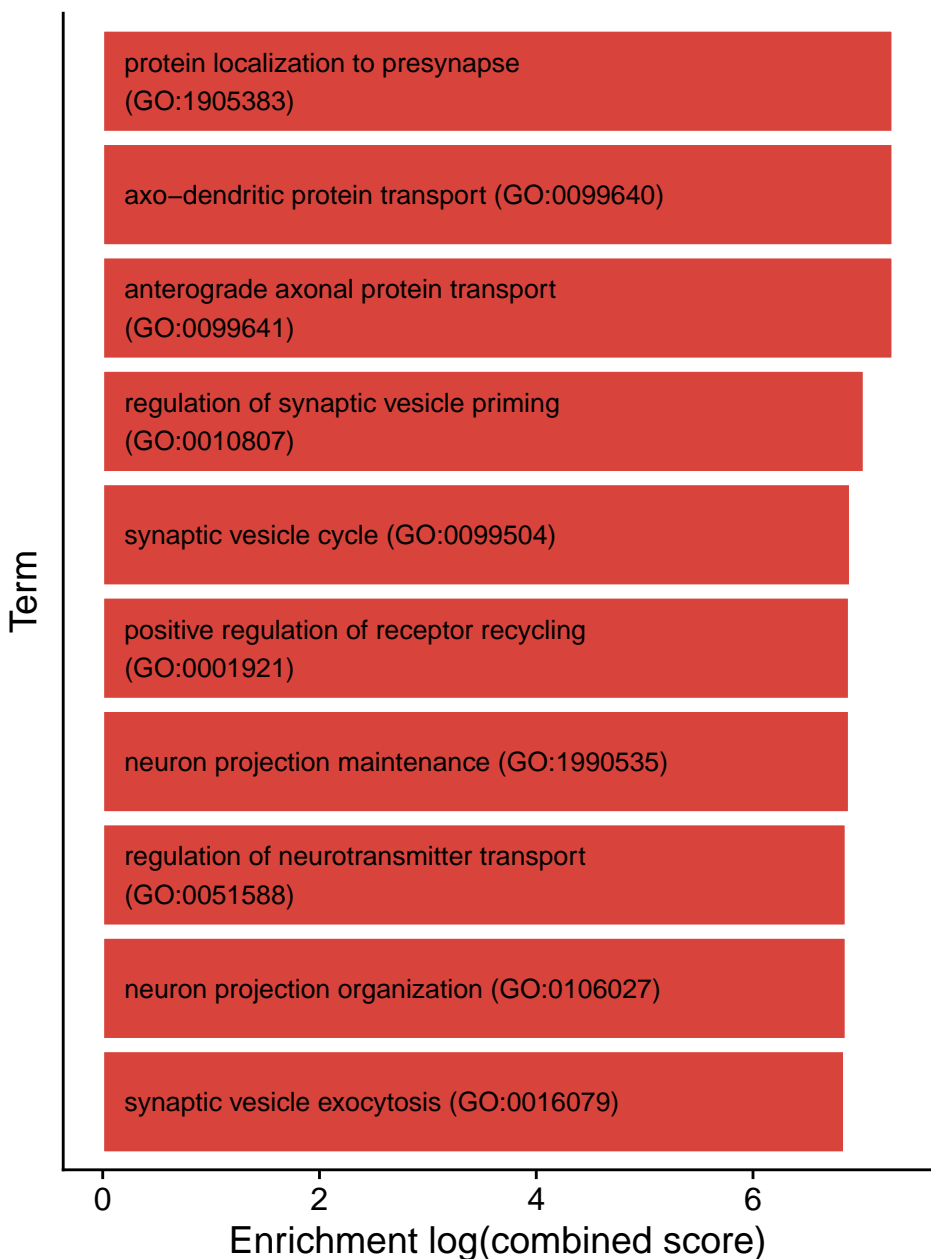 protein localization to presynapse
(GO:1905383)
axo−dendritic protein transport (GO:0099640)
anterograde axonal protein transport
(GO:0099641)
regulation of synaptic vesicle priming
(GO:0010807)
synaptic vesicle cycle (GO:0099504)
positive regulation of receptor recycling
(GO:0001921)
neuron projection maintenance (GO:1990535)
regulation of neurotransmitter transport
(GO:0051588)
neuron projection organization (GO:0106027)
synaptic vesicle exocytosis (GO:0016079)
Term
0 2 4 6
Enrichment log(combined score)